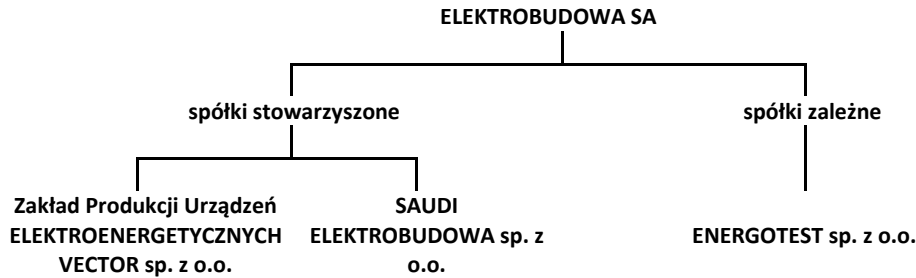 ELEKTROBUDOWA SA
spółki stowarzyszone
spółki zależne
Zakład Produkcji Urządzeń
ELEKTROENERGETYCZNYCH
VECTOR sp. z o.o.
SAUDI
ELEKTROBUDOWA sp. z
o.o.
ENERGOTEST sp. z o.o.